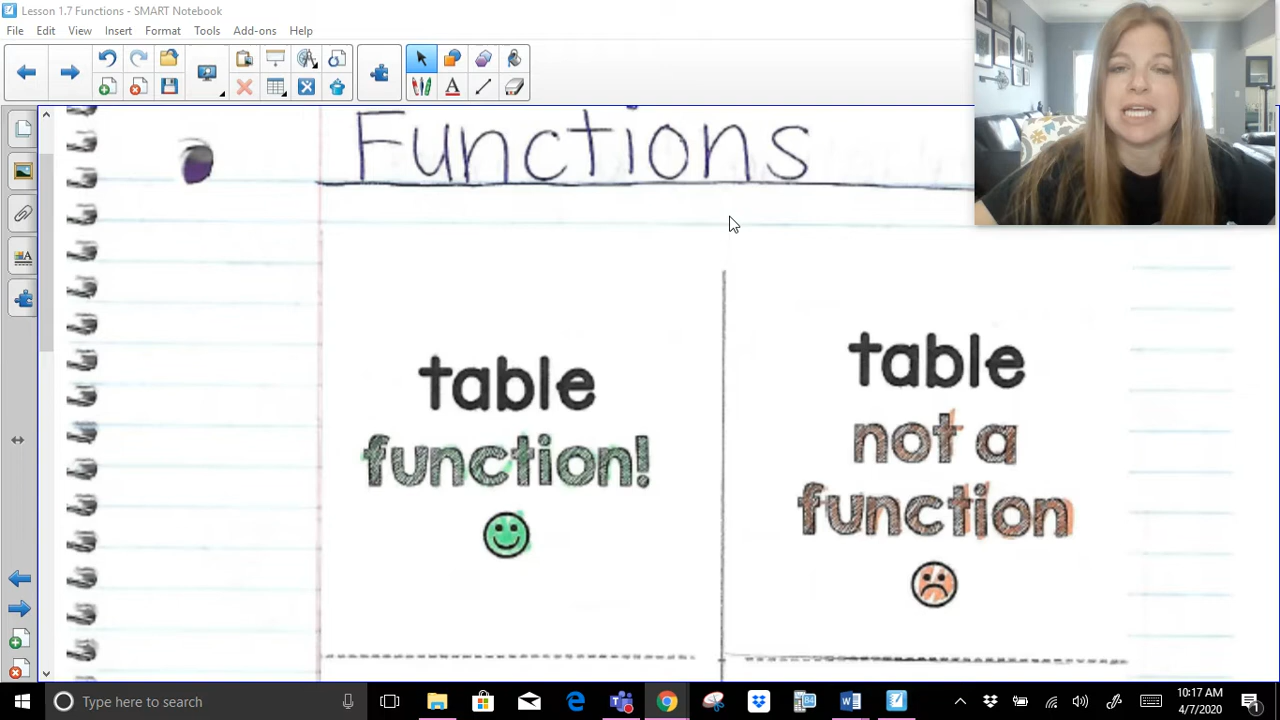 Lesson 1.7 Functions - SMART Notebook
File Edit View Insert Format Tools Add-ons Help
Functions
table
function!
table
not a
function
Type here to search
10:17 AM
4/7/2020